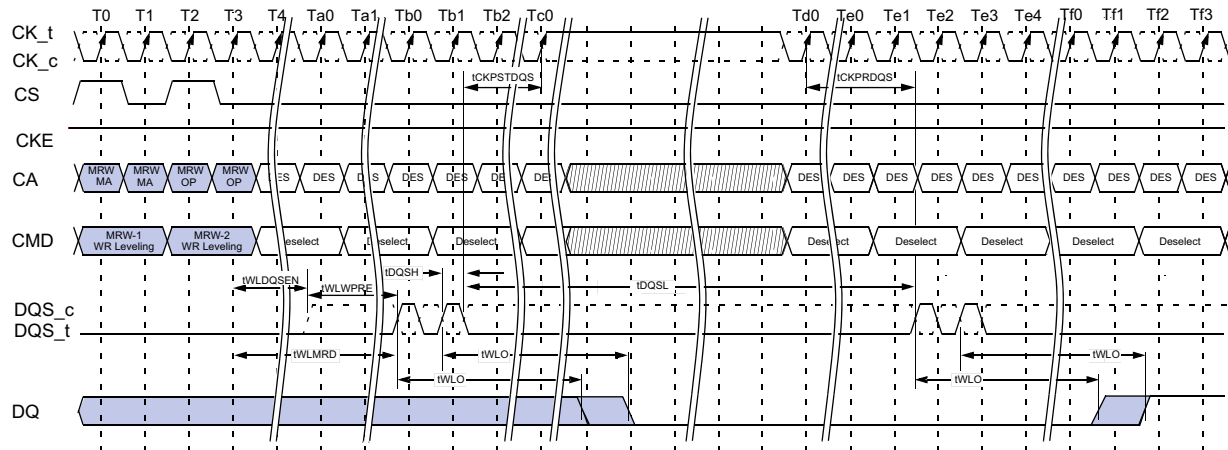 T0 T1 T2 T3 T4 Ta0 Ta1 Tb0 Tb1 Tb2 Tc0 Td0 Te0 Te1 Te2 Te3 Te4 Tf0 Tf1 Tf2 Tf3
CK_t
CK_c
tCKPSTDQS tCKPRDQS
CS
CKE
CA
MRW MA
MRW MA
MRW OP
MRW OP
DES DES DES DES DES DES DES DES DES DES DES DES DES DES DES DES DES
CMD
MRW-1 WR Leveling
MRW-2 WR Leveling
Deselect Deselect Deselect Deselect Deselect Deselect Deselect Deselect
tDQSH
tWLDQSEN tWLWPRE tDQSL
DQS_c
DQS_t
tWLMRD tWLO tWLO
tWLO tWLO
DQ